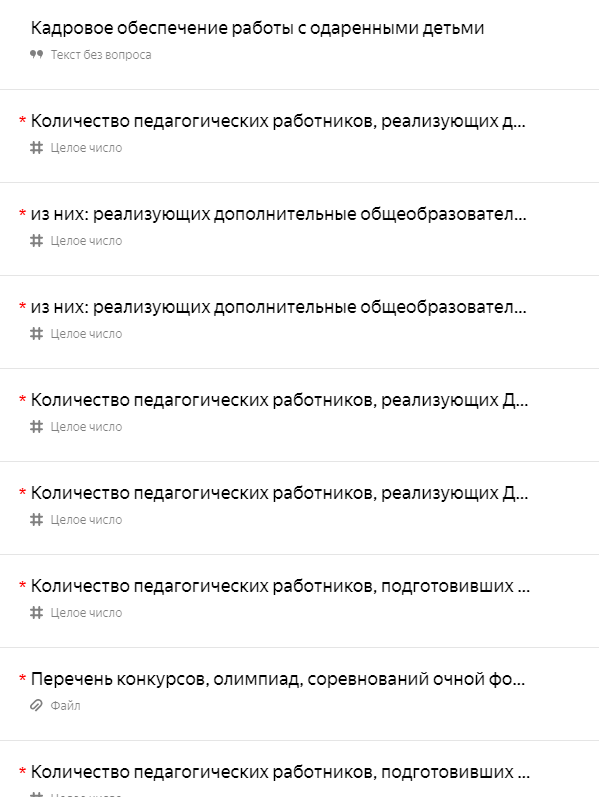 Кадровое обеспечение работы с одаренными детьми
Текст без вопроса
* Количество педагогических работников, реализующих д...
Целое число
* из них: реализующих дополнительные общеобразовател...
Целое число
* из них: реализующих дополнительные общеобразовател...
Целое число
* Количество педагогических работников, реализующих Д...
Целое число
* Количество педагогических работников, реализующих Д...
Целое число
* Количество педагогических работников, подготовивших ...
Целое число
* Перечень конкурсов, олимпиад, соревнований очной фо...
Файл
* Количество педагогических работников, подготовивших ...